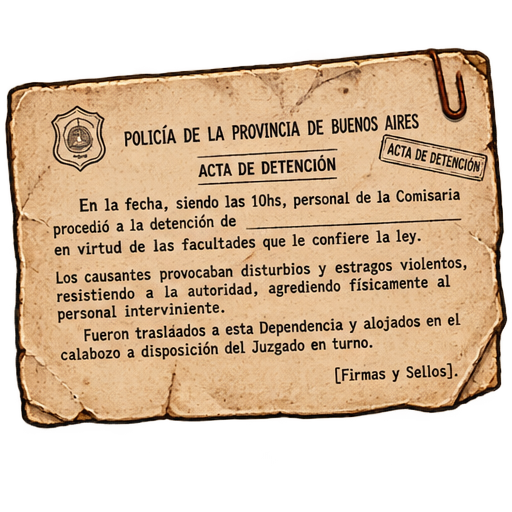 POLICÍA DE LA PROVINCIA DE BUENOS AIRES
ACTA DE DETENCIÓN
ACTA DE DETENCIÓN
En la fecha, siendo las 10hs, personal de la Comisaria
procedió a la detención de
en virtud de las facultades que le confiere la ley.
Los causantes provocaban disturbios y estragos violentos,
resistiendo a la autoridad, agrediendo físicamente al
personal interviniente.
Fueron traslaados a esta Dependencia y alojados en el
calabozo a disposición del Juzgado en turno.
[Firmas y Sellos].